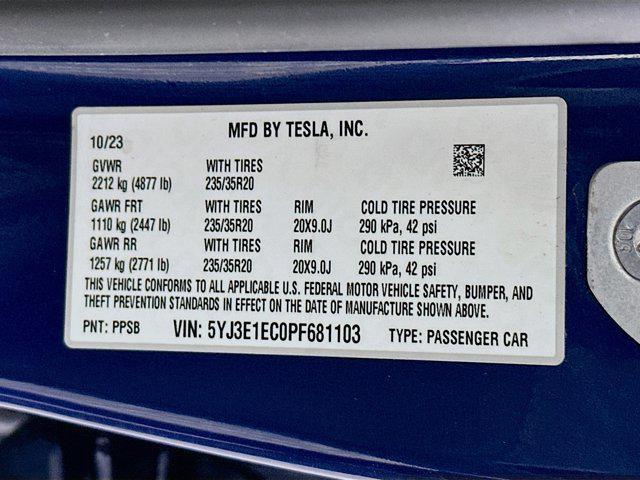 MFD BY TESLA, INC.
10/23
GVWR WITH TIRES
2212 kg (4877 lb) 235/35R20
GAWR FRT WITH TIRES RIM COLD TIRE PRESSURE
1110 kg (2447 lb) 235/35R20 20X9.0J 290 kPa, 42 psi
GAWR RR WITH TIRES RIM COLD TIRE PRESSURE
1257 kg (2771 lb) 235/35R20 20X9.0J 290 kPa, 42 psi
THIS VEHICLE CONFORMS TO ALL APPLICABLE U.S. FEDERAL MOTOR VEHICLE SAFETY, BUMPER, AND
THEFT PREVENTION STANDARDS IN EFFECT ON THE DATE OF MANUFACTURE SHOWN ABOVE.
PNT: PPSB VIN: 5YJ3E1EC0PF681103 TYPE: PASSENGER CAR